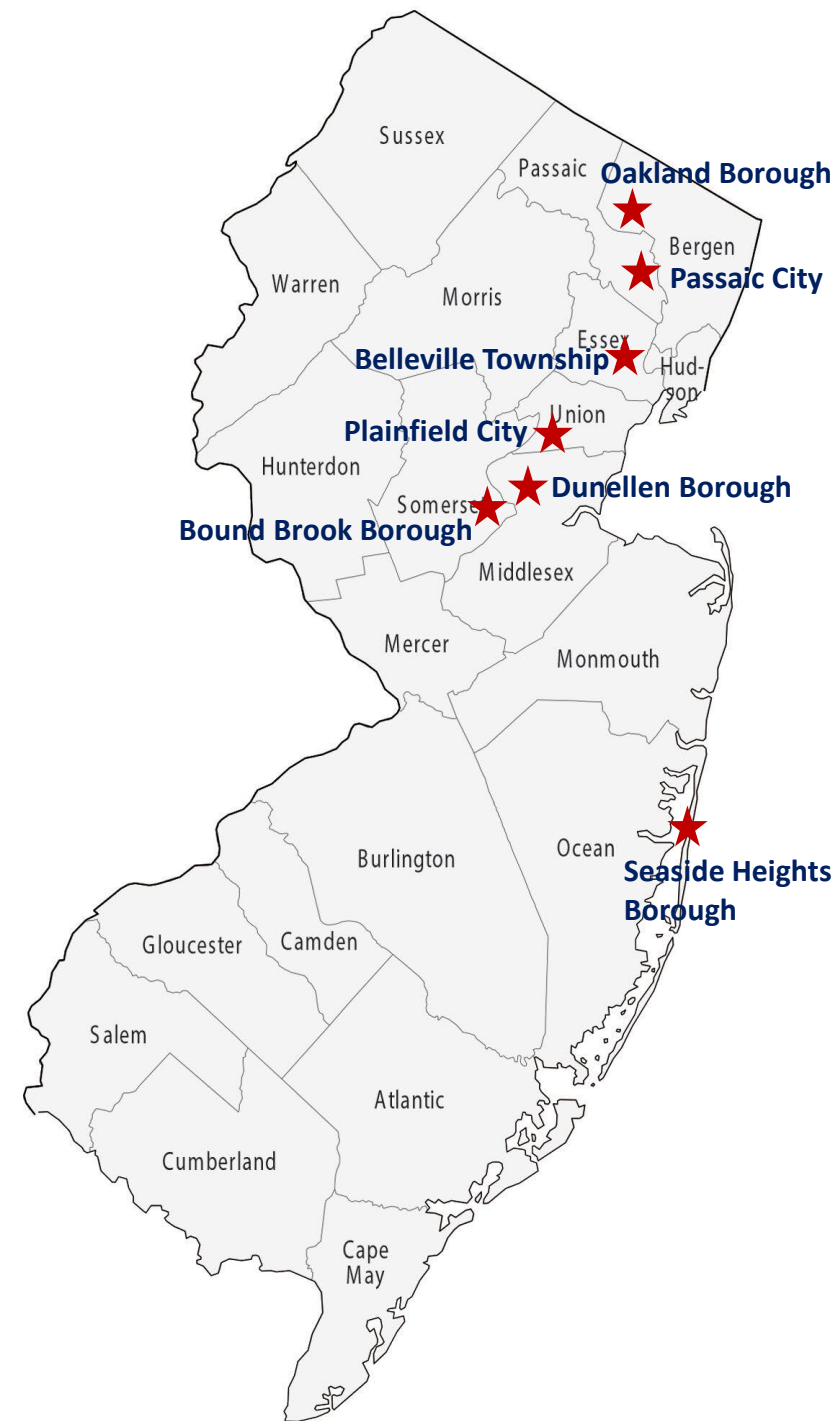 Sussex
Passaic
Oakland Borough
Bergen
Passaic City
Warren
Morris
Essex
Belleville Township
Hud-
son
Union
Plainfield City
Hunterdon
Dunellen Borough
Somerset
Bound Brook Borough
Middlesex
Mercer
Monmouth
Ocean
Burlington
Seaside Heights
Borough
Camden
Gloucester
Salem
Atlantic
Cumberland
Cape
May